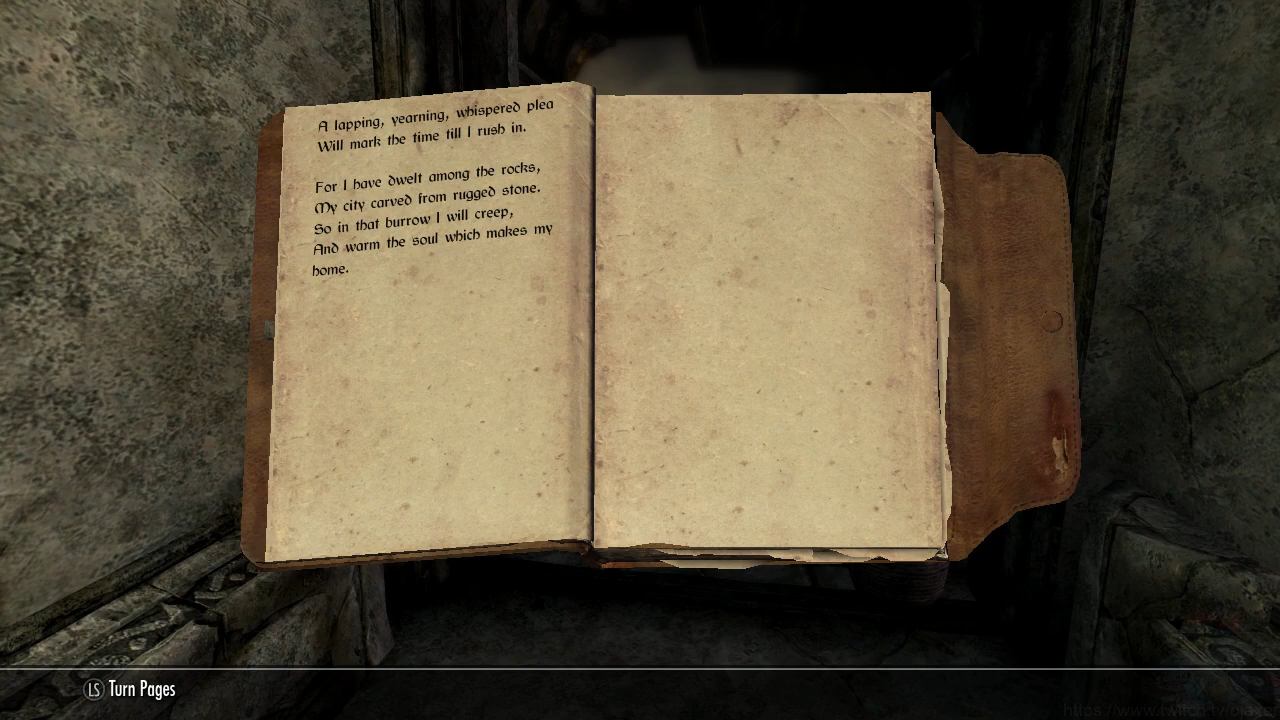 A lapping, yearning, whispered plea
Will mark the time till I rush in.
For I have dwelt among the rocks,
My city carved from rugged stone.
So in that burrow I will creep,
And warm the soul which makes my
home.
LS Turn Pages